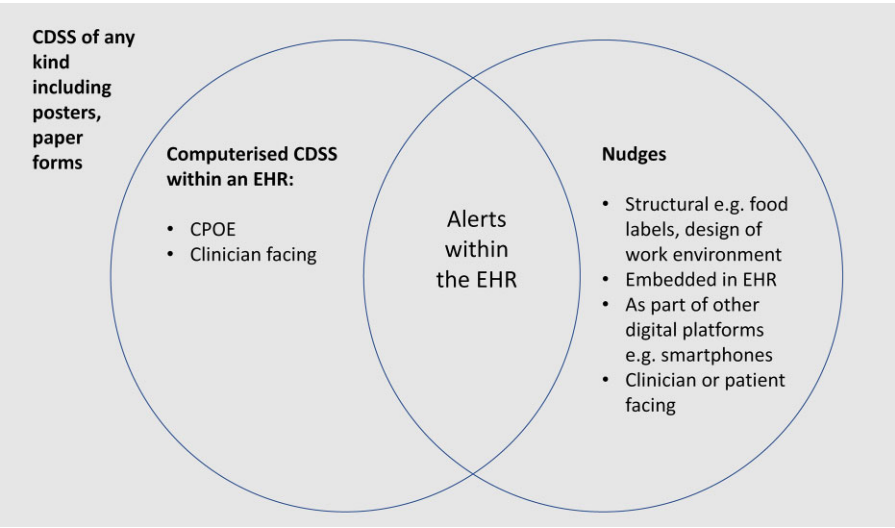 CDSS of any
kind
including
posters,
paper
forms
Computerised CDSS
within an EHR:
• CPOE
• Clinician facing
Alerts
within
the EHR
Nudges
• Structural e.g. food
labels, design of
work environment
• Embedded in EHR
• As part of other
digital platforms
e.g. smartphones
• Clinician or patient
facing